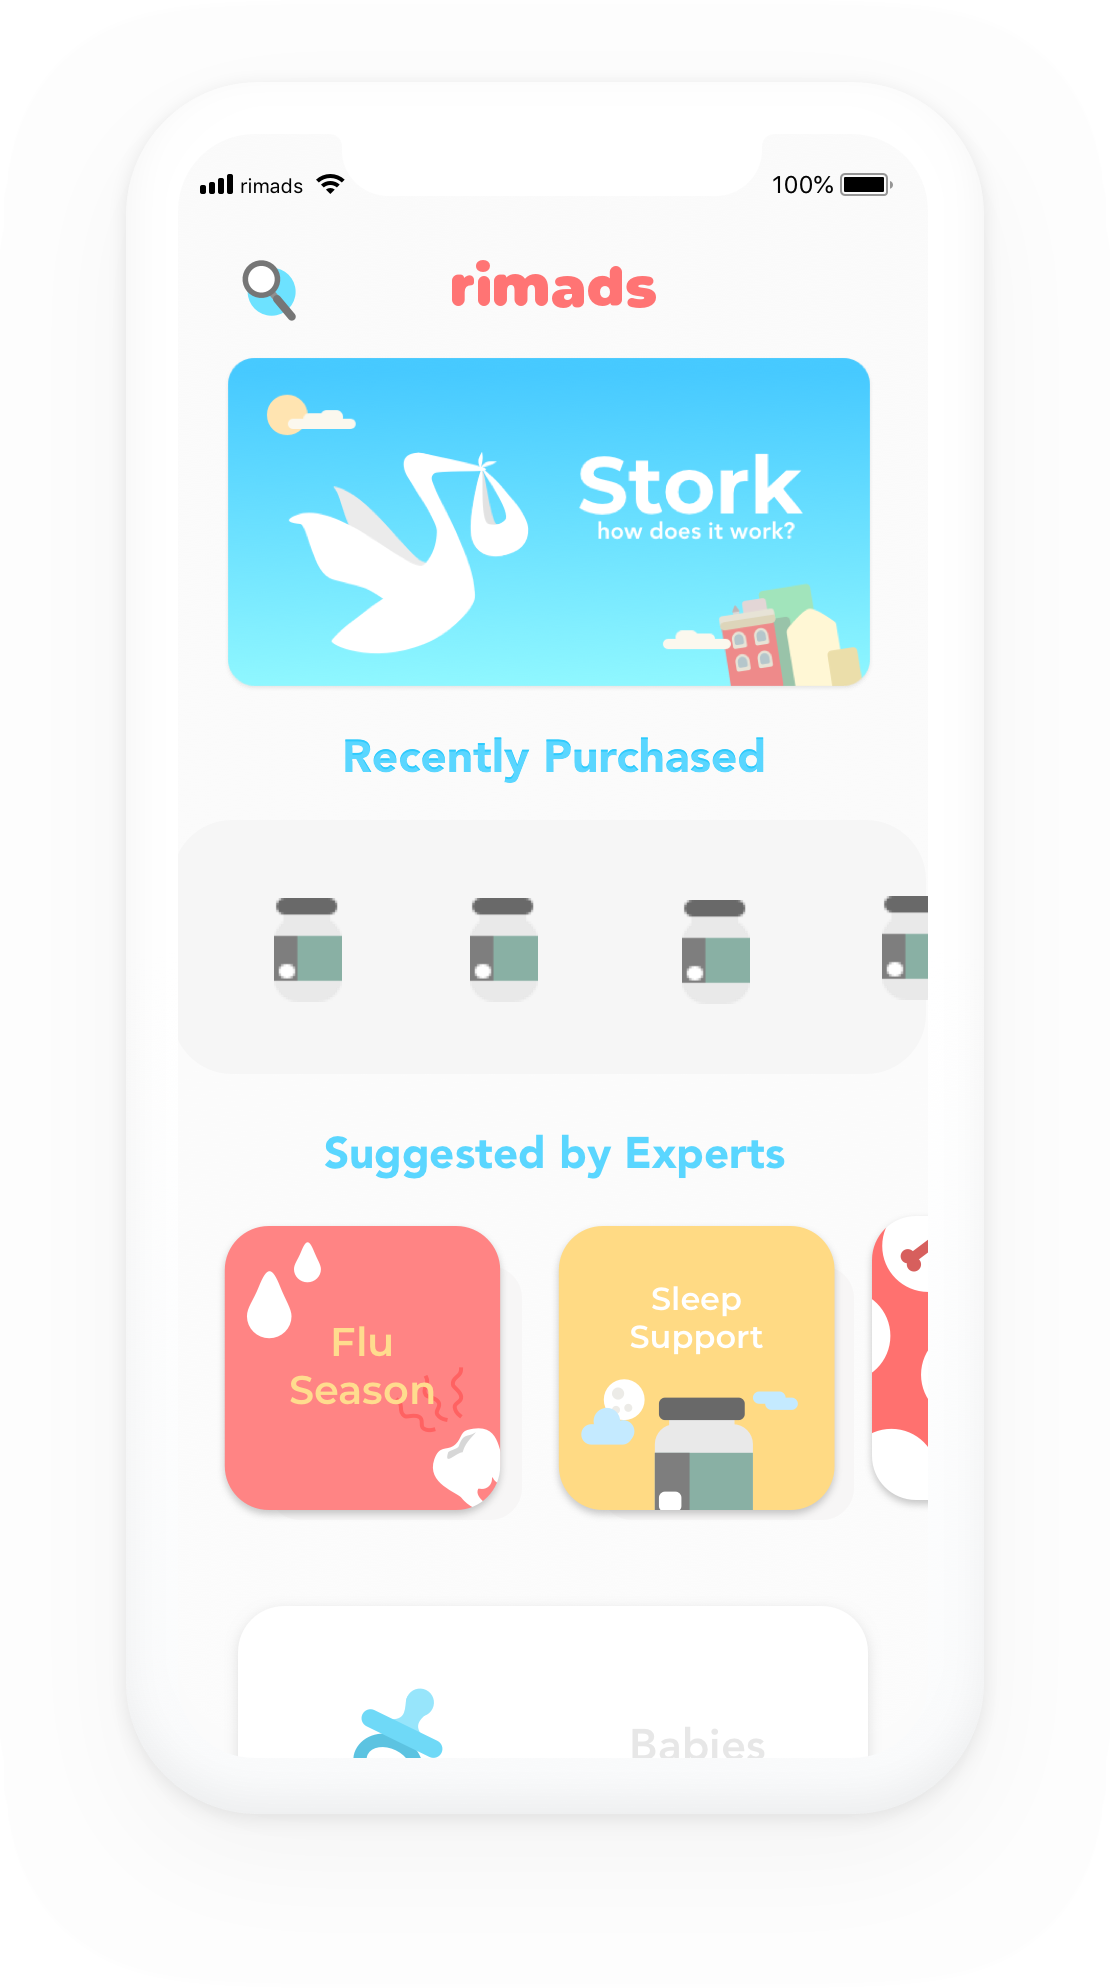 rimads
100%
rimads
Stork
how does it work?
Recently Purchased
Suggested by Experts
Flu
Season
Sleep
Support
Babies